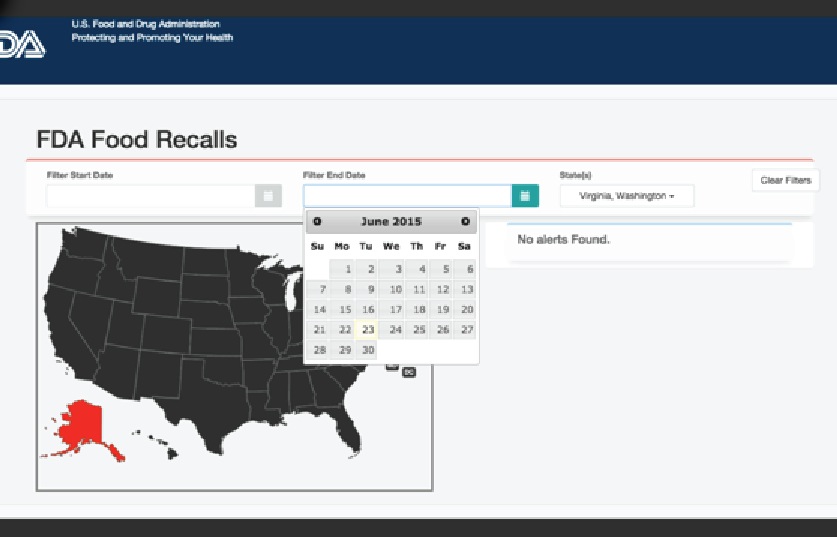 DA
U.S. Food and Drug Administration
Protecting and Promoting Your Health
FDA Food Recalls
Filter Start Date
Filter End Date
State(s)
Virginia, Washington
Clear Filters
June 2015
Su Mo Tu We Th Fr Sa
1 2 3 4 5 6
7 8 9 10 11 12 13
14 15 16 17 18 19 20
21 22 23 24 25 26 27
28 29 30
No alerts Found.
DC